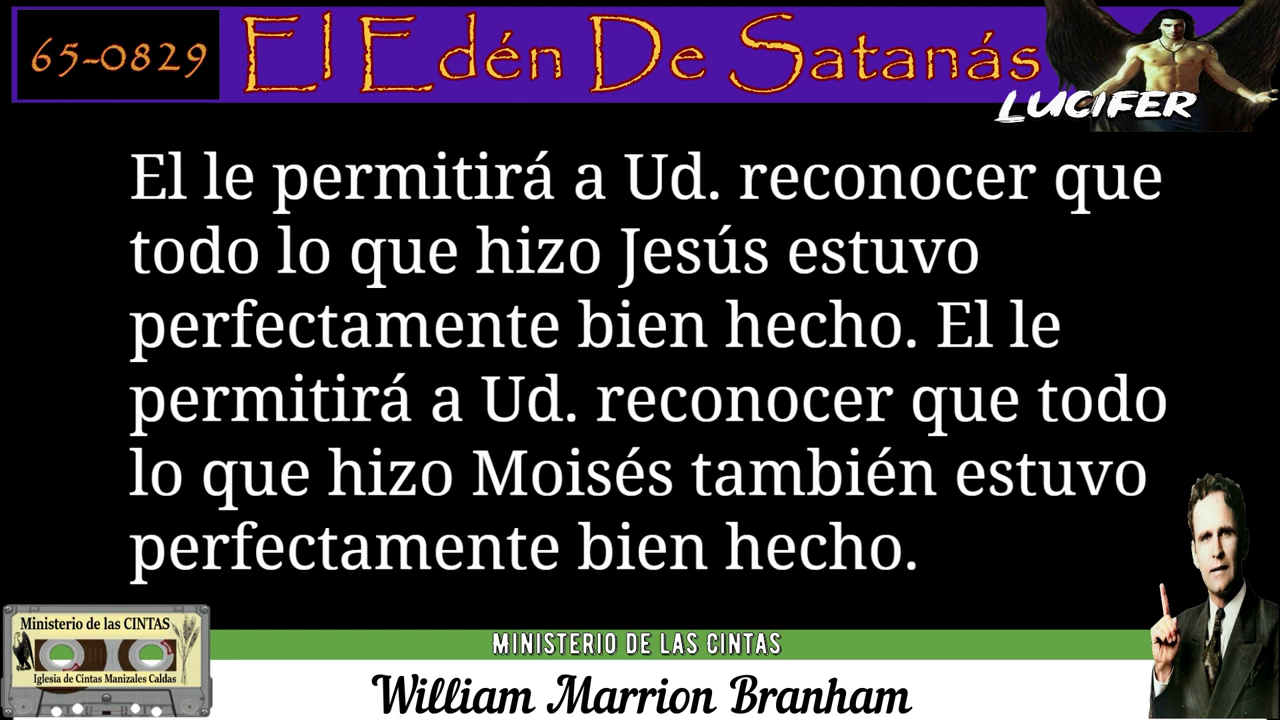 65-0829
El Edén De Satanás
LUCIFER
El le permitirá a Ud. reconocer que
todo lo que hizo Jesús estuvo
perfectamente bien hecho. El le
permitirá a Ud. reconocer que todo
lo que hizo Moisés también estuvo
perfectamente bien hecho.
Ministerio de las CINTAS
Iglesia de Cintas Manizales Caldas
MINISTERIO DE LAS CINTAS
William Marrion Branham